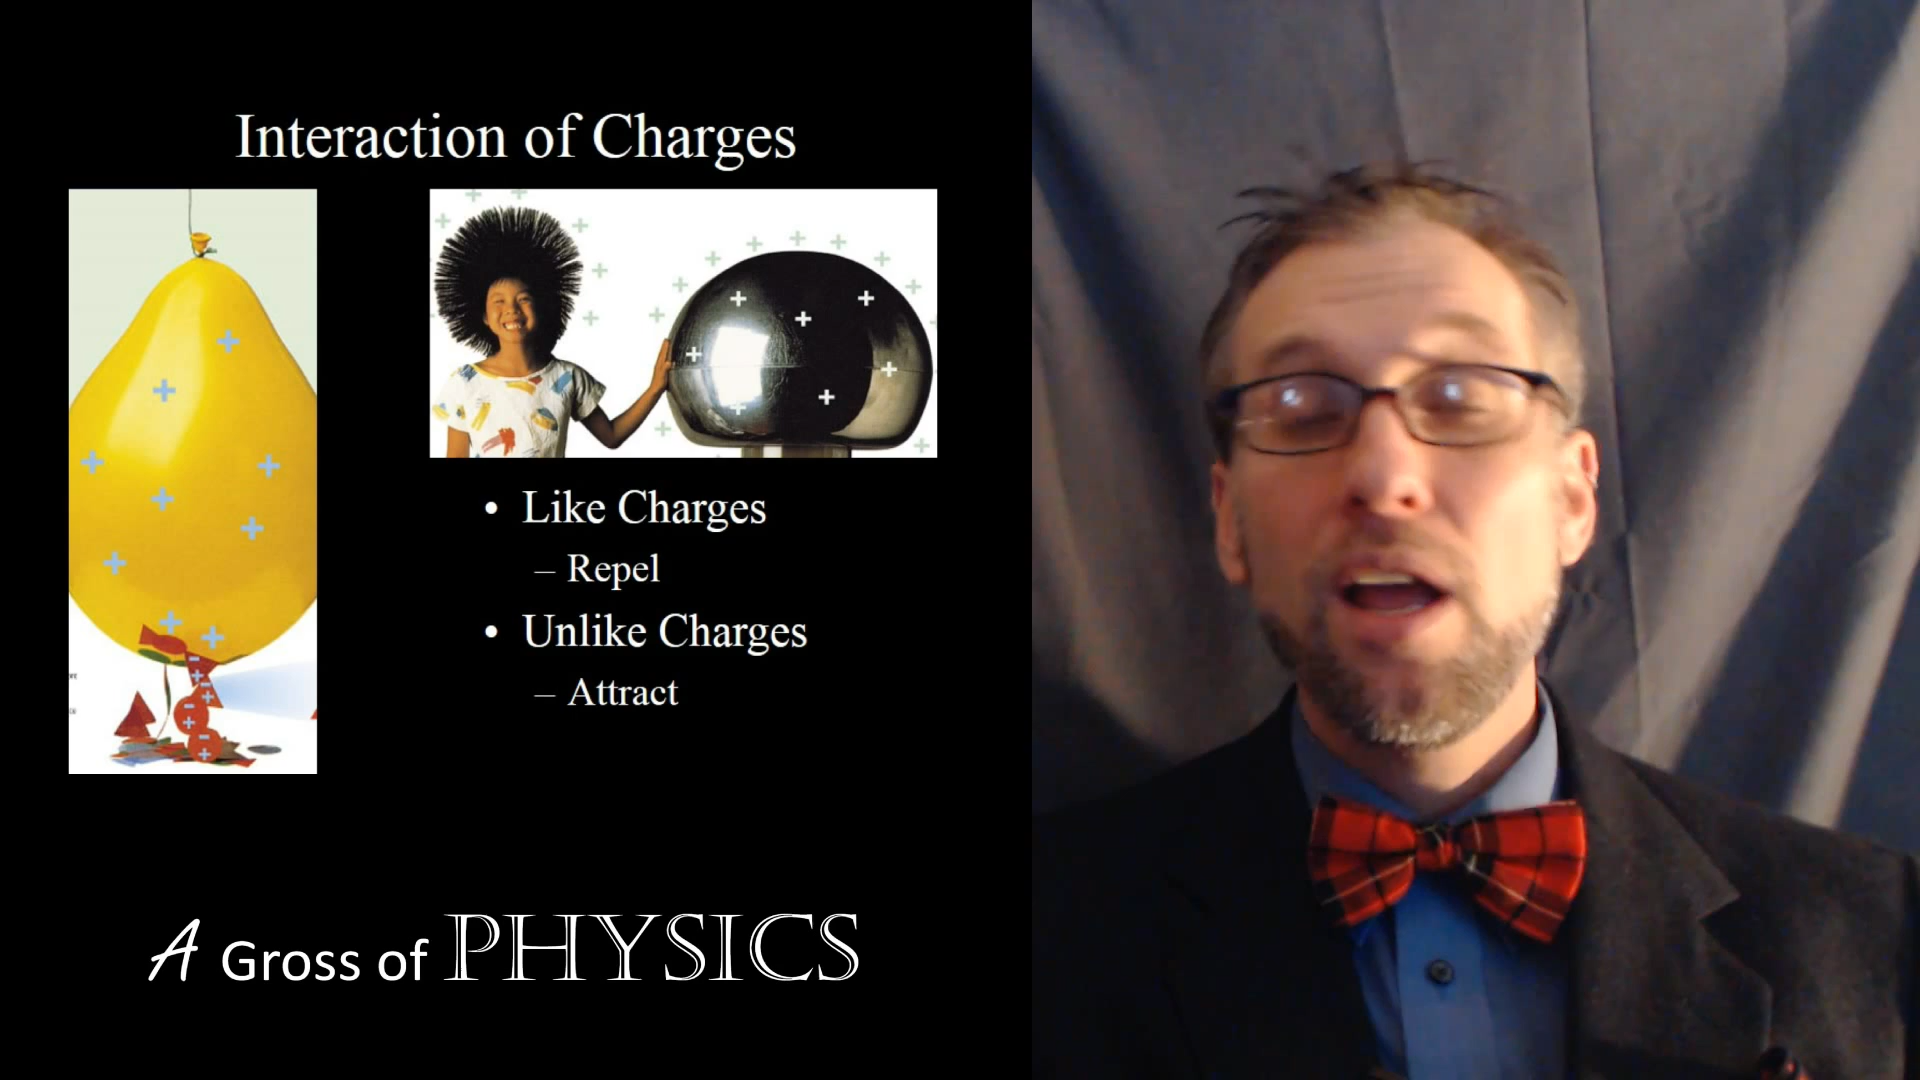 Interaction of Charges
• Like Charges
– Repel
• Unlike Charges
– Attract
A Gross of PHYSICS